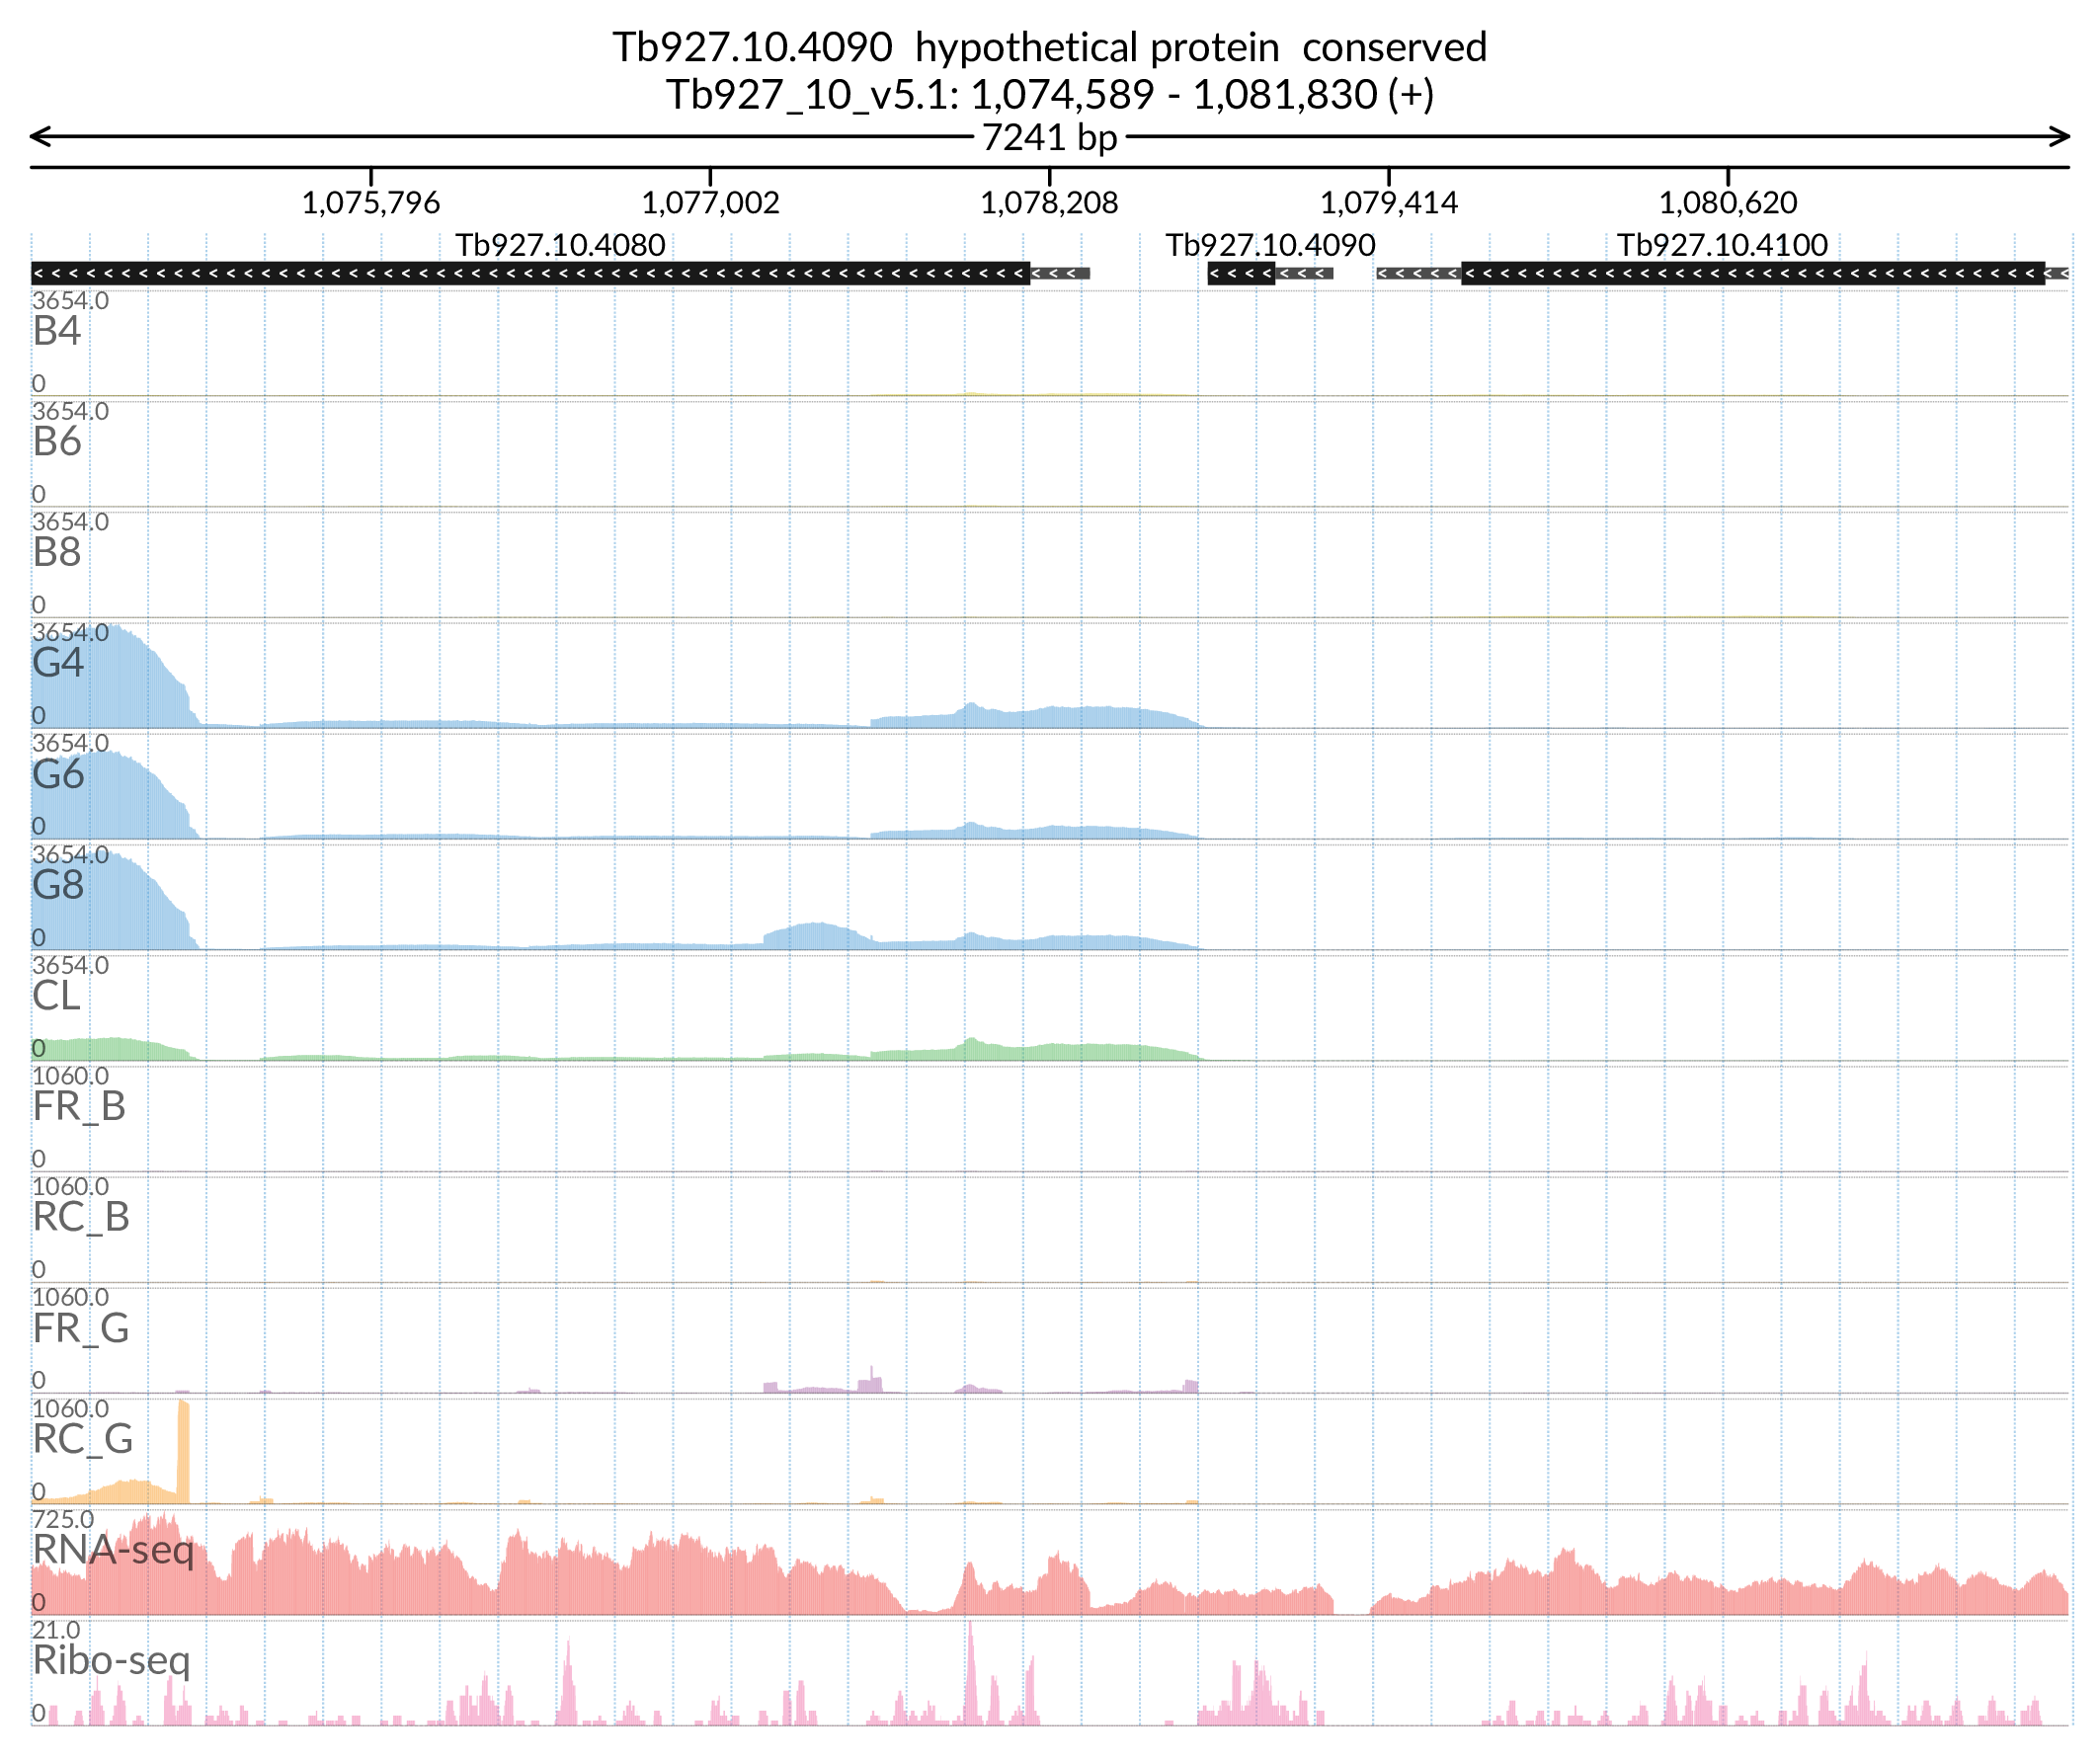 Tb927.10.4090  hypothetical protein  conserved
Tb927_10_v5.1: 1,074,589 - 1,081,830 (+)
7241 bp
1,075,796 1,077,002 1,078,208 1,079,414 1,080,620
Tb927.10.4080 Tb927.10.4090 Tb927.10.4100
3654.0
B4
0
3654.0
B6
0
3654.0
B8
0
3654.0
G4
0
3654.0
G6
0
3654.0
G8
0
3654.0
CL
0
1060.0
FR_B
0
1060.0
RC_B
0
1060.0
FR_G
0
1060.0
RC_G
0
725.0
RNA-seq
0
21.0
Ribo-seq
0